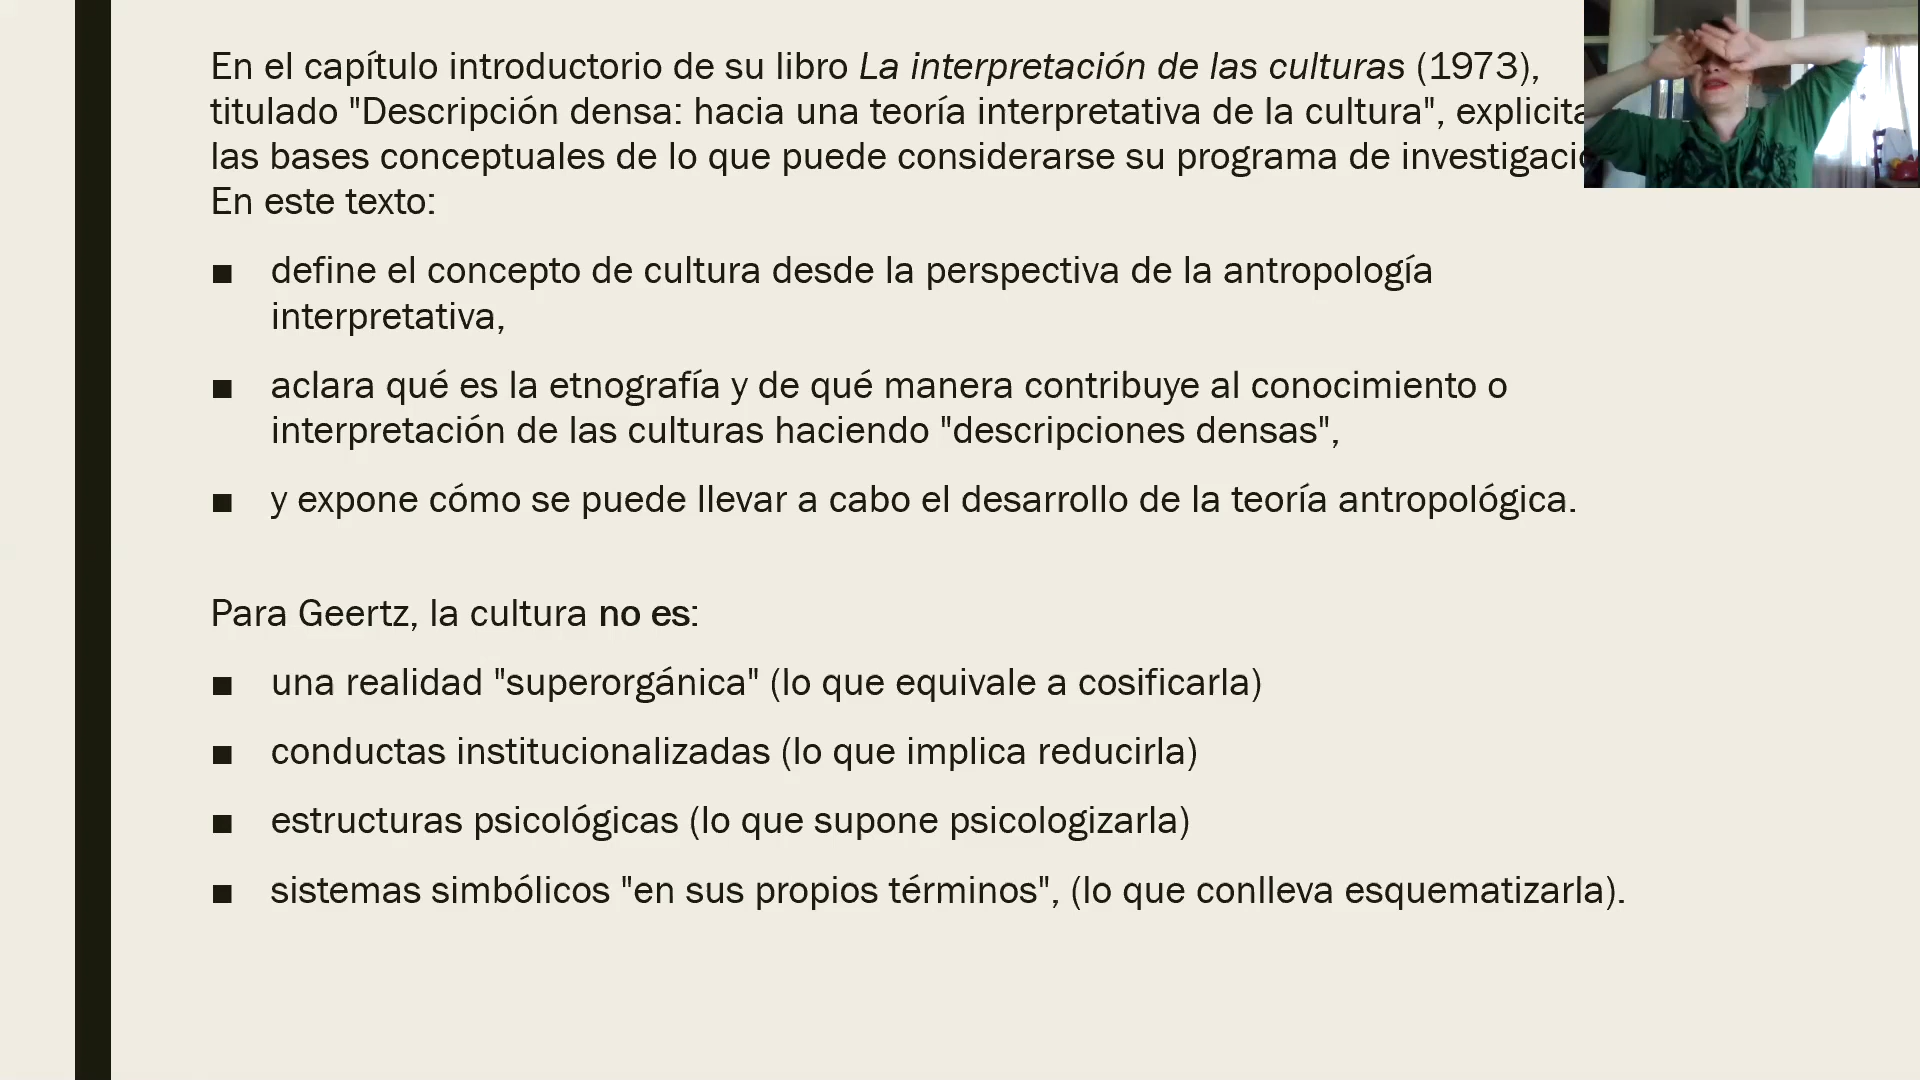 En el capítulo introductorio de su libro La interpretación de las culturas (1973),
titulado "Descripción densa: hacia una teoría interpretativa de la cultura", explicita
las bases conceptuales de lo que puede considerarse su programa de
En este texto:
■ define el concepto de cultura desde la perspectiva de la antropología
interpretativa,
■ aclara qué es la etnografía y de qué manera contribuye al conocimiento o
interpretación de las culturas haciendo "descripciones densas",
■ y expone cómo se puede llevar a cabo el desarrollo de la teoría antropológica.
Para Geertz, la cultura no es:
■ una realidad "superorgánica" (lo que equivale a cosificarla)
■ conductas institucionalizadas (lo que implica reducirla)
■ estructuras psicológicas (lo que supone psicologizarla)
■ sistemas simbólicos "en sus propios términos", (lo que conlleva esquematizarla).